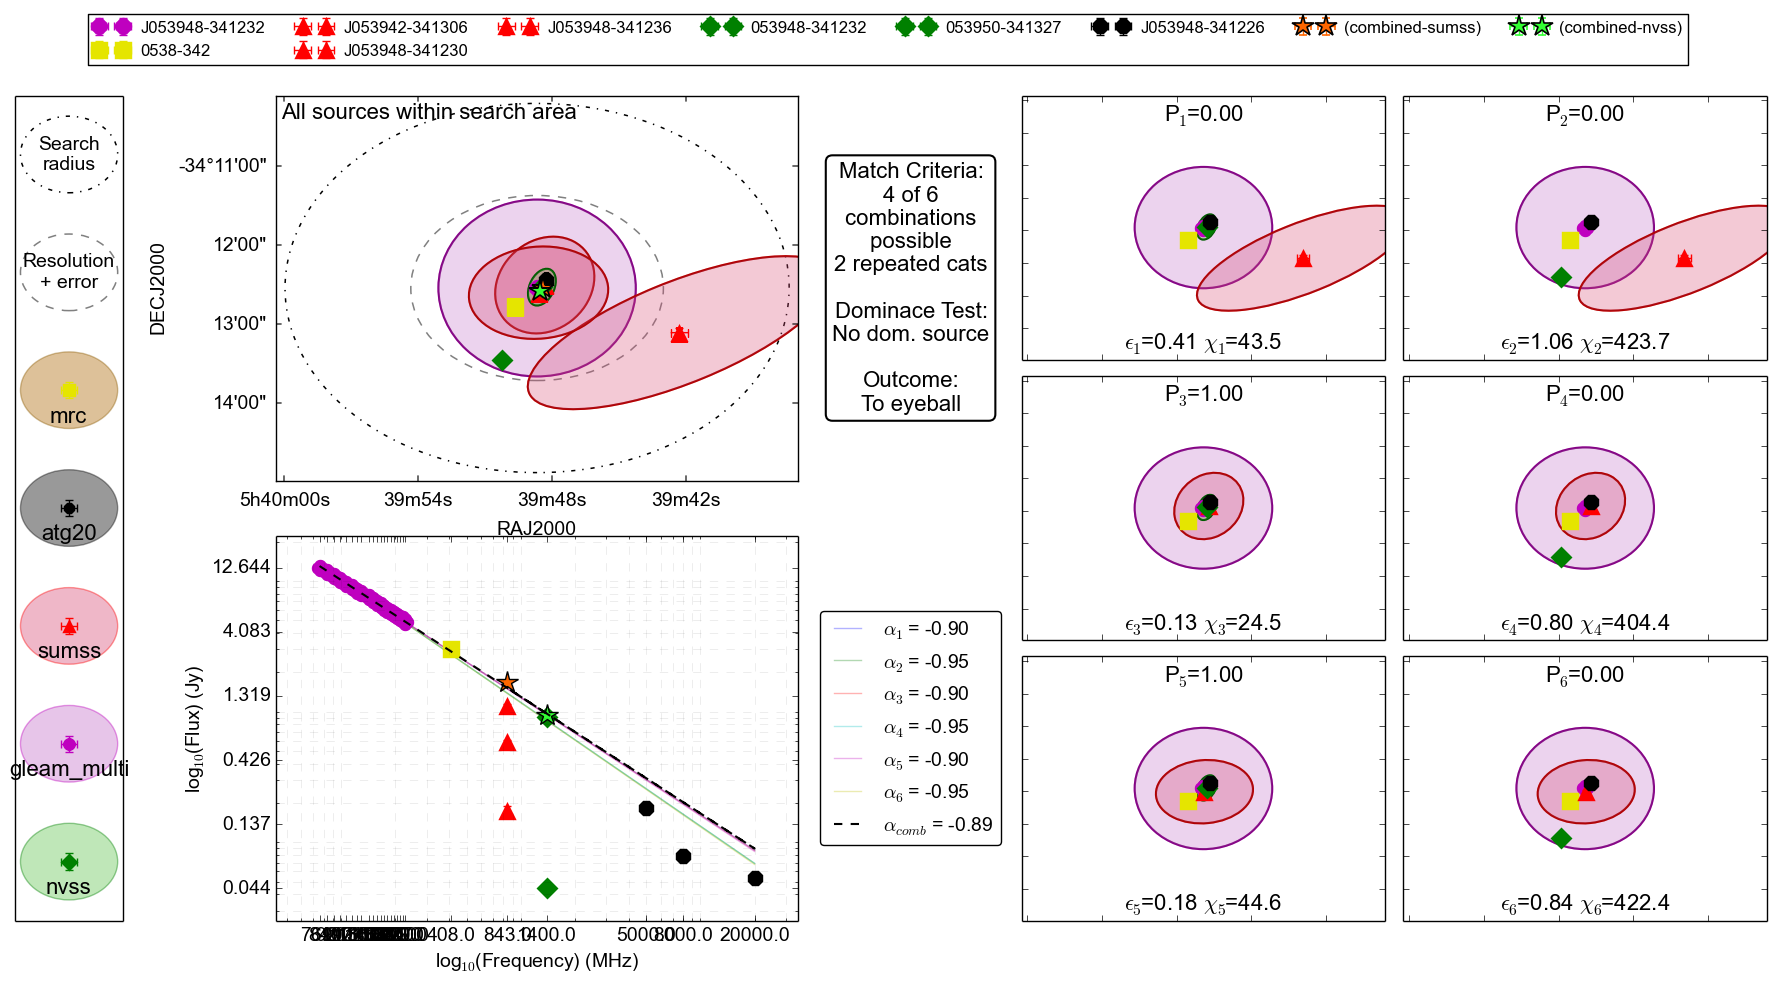 J053948-341232 J053942-341306 J053948-341236 053948-341232 053950-341327 J053948-341226 (combined-sumss) (combined-nvss)
0538-342 J053948-341230
Search
radius
Resolution
+ error
mrc
atg20
sumss
gleam_multi
nvss
All sources within search area
DECJ2000
-34°11'00"
12'00"
13'00"
14'00"
5h40m00s 39m54s 39m48s 39m42s
RAJ2000
Match Criteria:
4 of 6
combinations
possible
2 repeated cats
Dominace Test:
No dom. source
Outcome:
To eyeball
log₁₀(Flux) (Jy)
12.644
4.083
1.319
0.426
0.137
0.044
408.0 843.0 1400.0 5000.0 8000.0 20000.0
log₁₀(Frequency) (MHz)
α₁ = -0.90
α₂ = -0.95
α₃ = -0.90
α₄ = -0.95
α₅ = -0.90
α₆ = -0.95
α_comb = -0.89
P₁=0.00
ϵ₁=0.41 χ₁=43.5
P₂=0.00
ϵ₂=1.06 χ₂=423.7
P₃=1.00
ϵ₃=0.13 χ₃=24.5
P₄=0.00
ϵ₄=0.80 χ₄=404.4
P₅=1.00
ϵ₅=0.18 χ₅=44.6
P₆=0.00
ϵ₆=0.84 χ₆=422.4